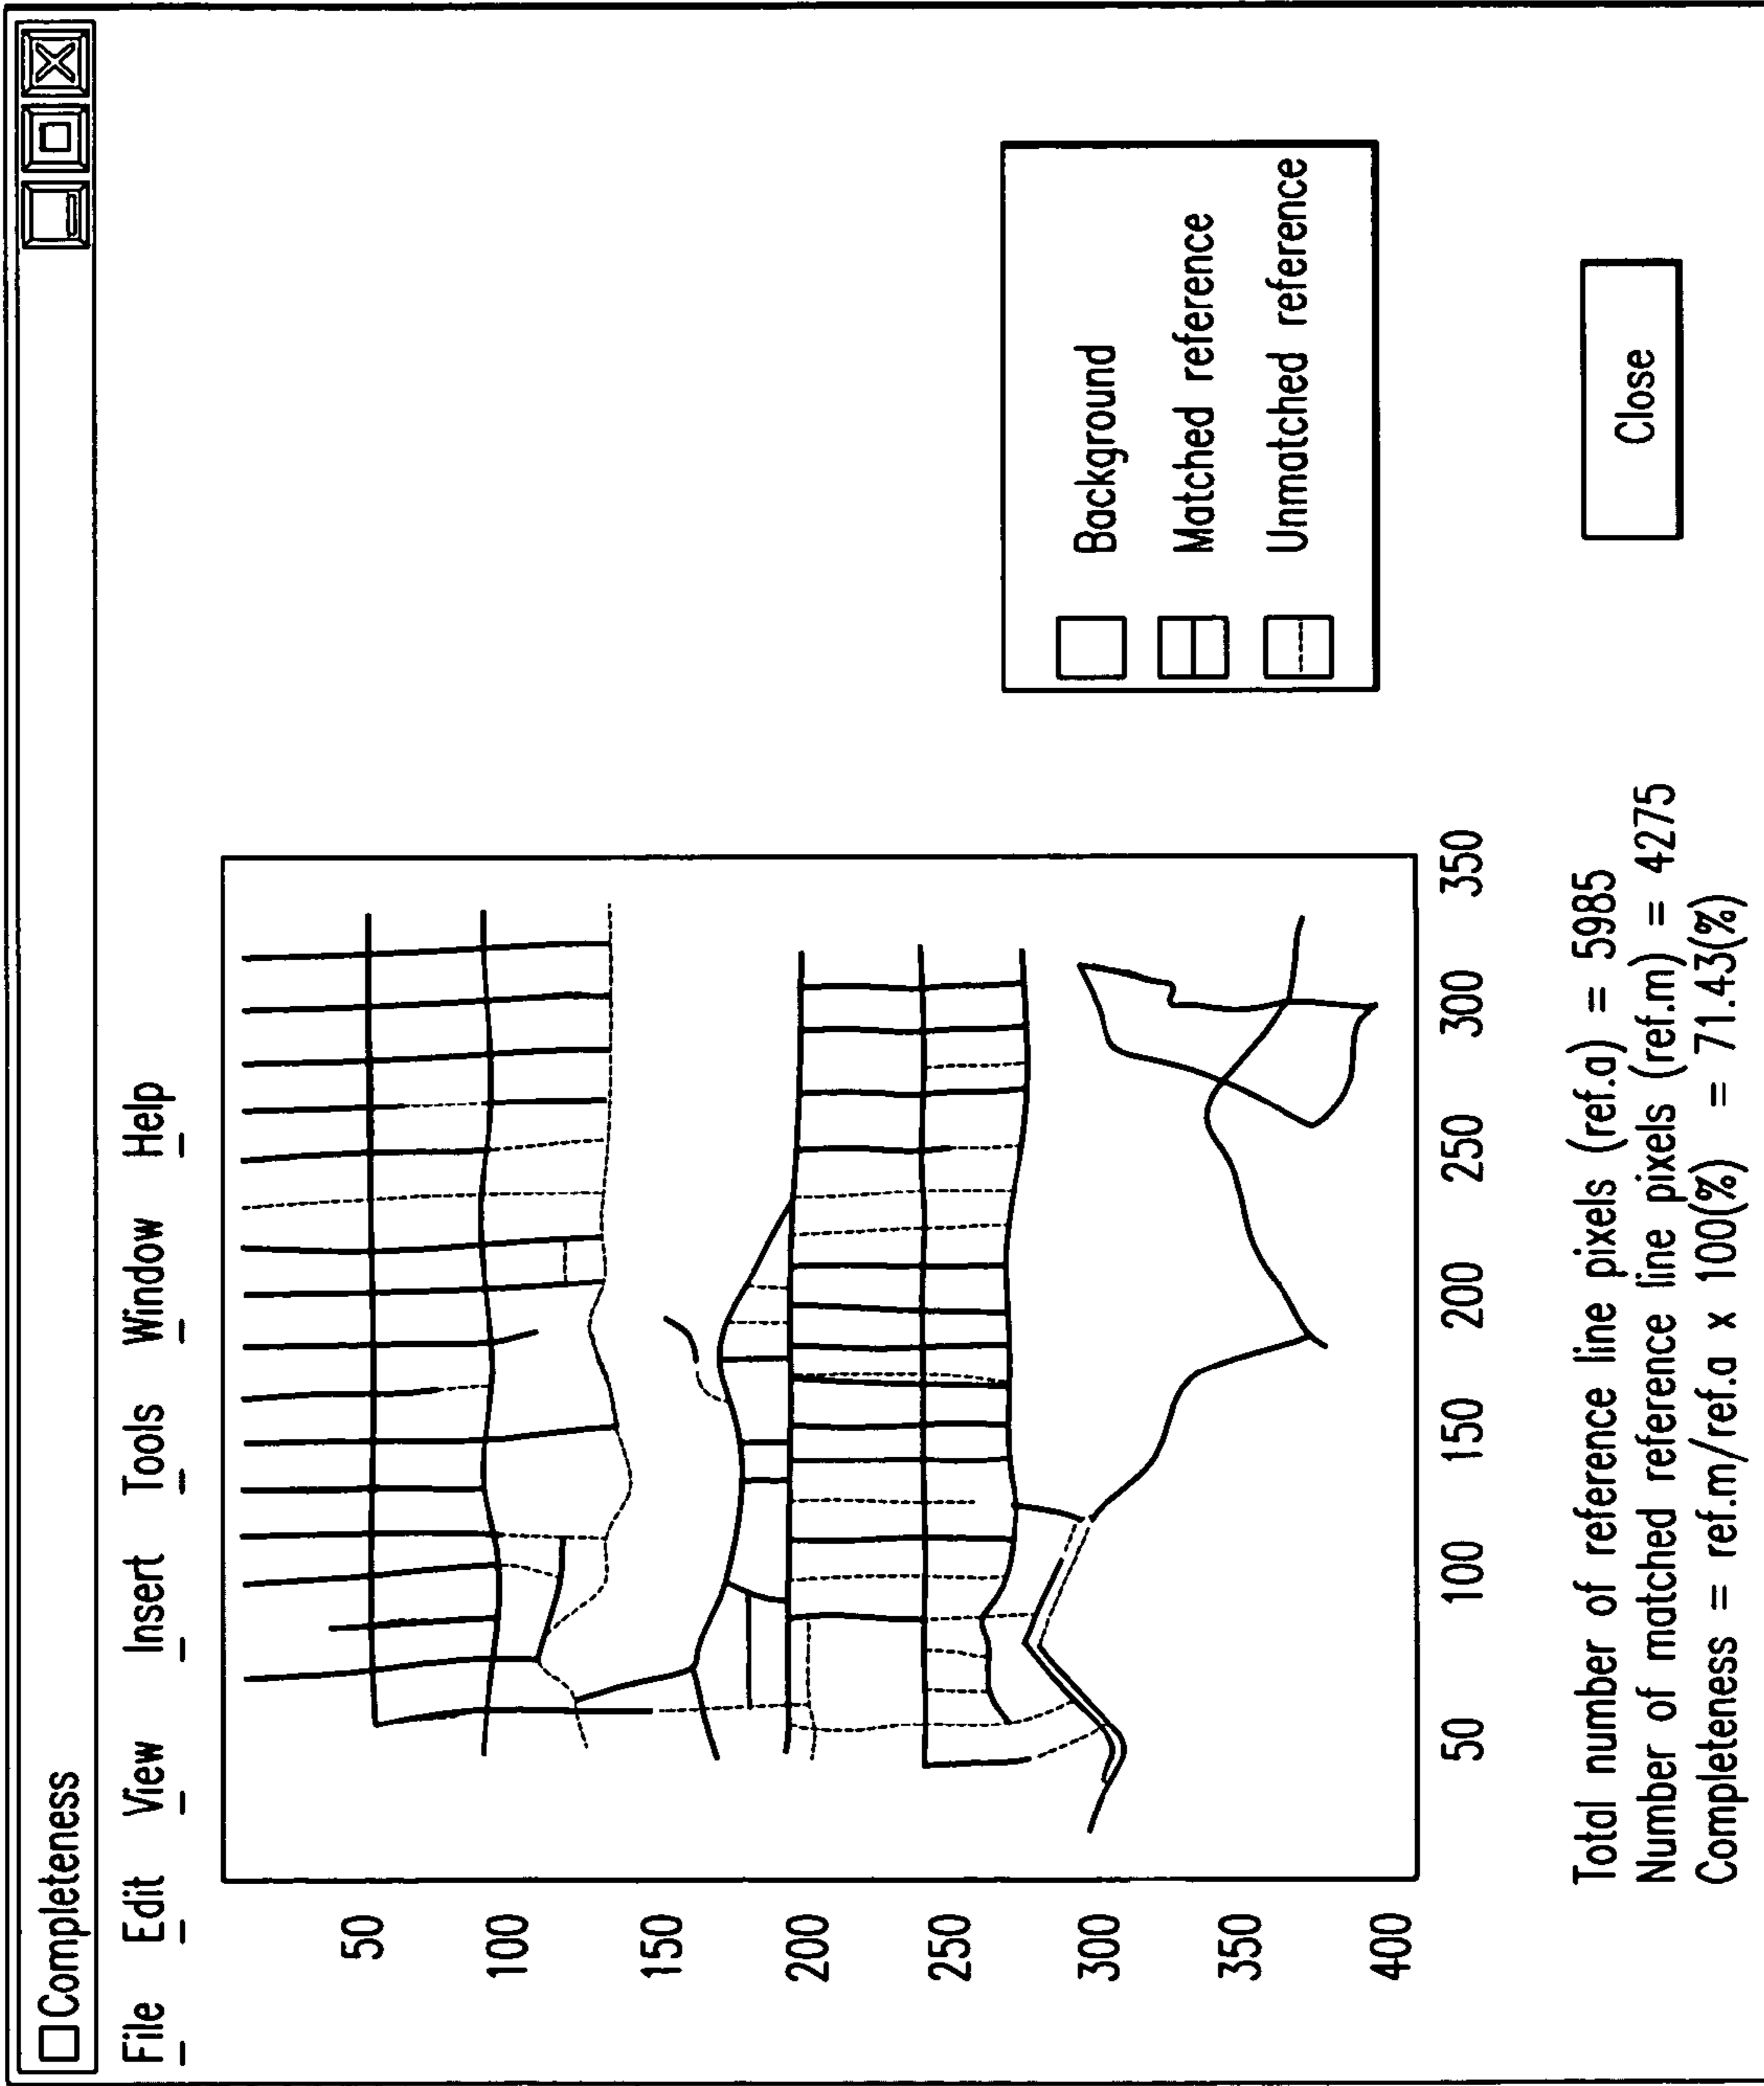 Completeness
File Edit View Insert Tools Window Help
50
100
150
200
250
300
350
400
50 100 150 200 250 300 350
Background
Matched reference
Unmatched reference
Total number of reference line pixels (ref.a) = 5985
Number of matched reference line pixels (ref.m) = 4275
Completeness = ref.m/ref.a x 100(%) = 71.43(%)
Close